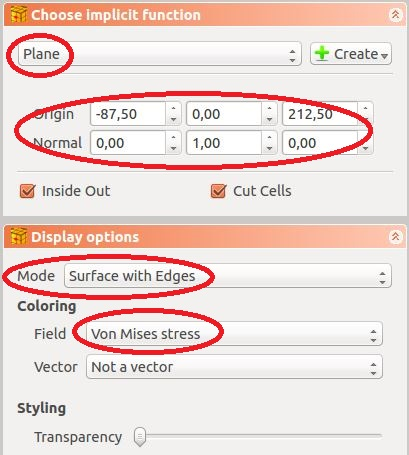 Choose implicit function
Plane Create
Origin -87,50 0,00 212,50
Normal 0,00 1,00 0,00
Inside Out Cut Cells
Display options
Mode Surface with Edges
Coloring
Field Von Mises stress
Vector Not a vector
Styling
Transparency